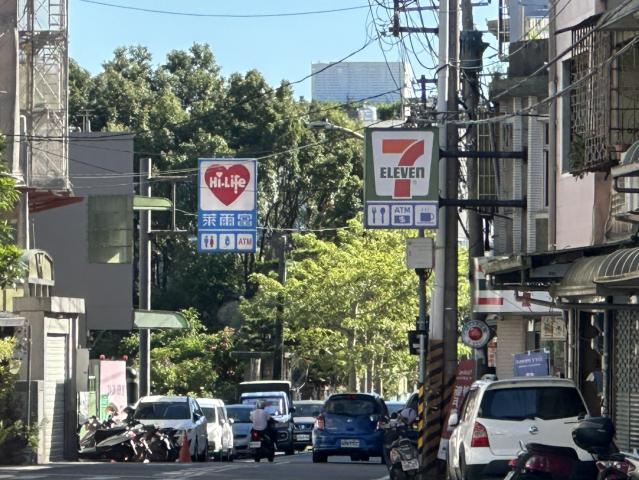 Hi-Life
萊爾富
ATM
7
ELEVEn
ATM
$